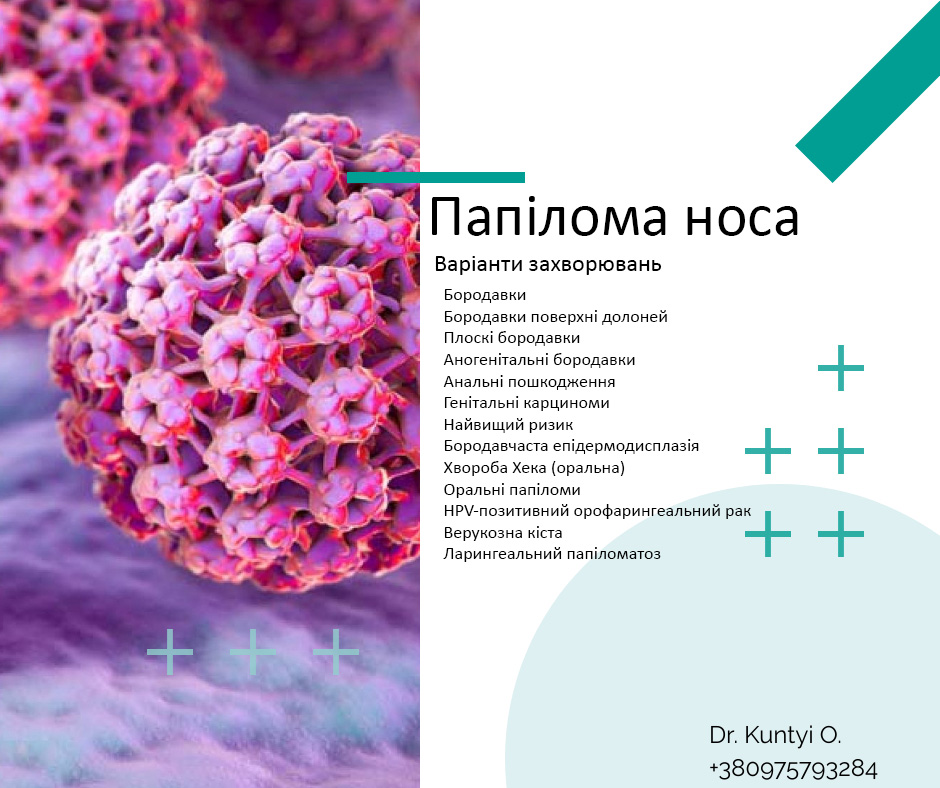 Папілома носа
Варіанти захворювань
Бородавки
Бородавки поверхні долоней
Плоскі бородавки
Аногенітальні бородавки
Анальні пошкодження
Генітальні карциноми
Найвищий ризик
Бородавчаста епідермодисплазія
Хвороба Хека (оральна)
Оральні папіломи
HPV-позитивний орофарингеальний рак
Верукозна кіста
Ларингеальний папіломатоз
Dr. Kuntyi O.
+380975793284